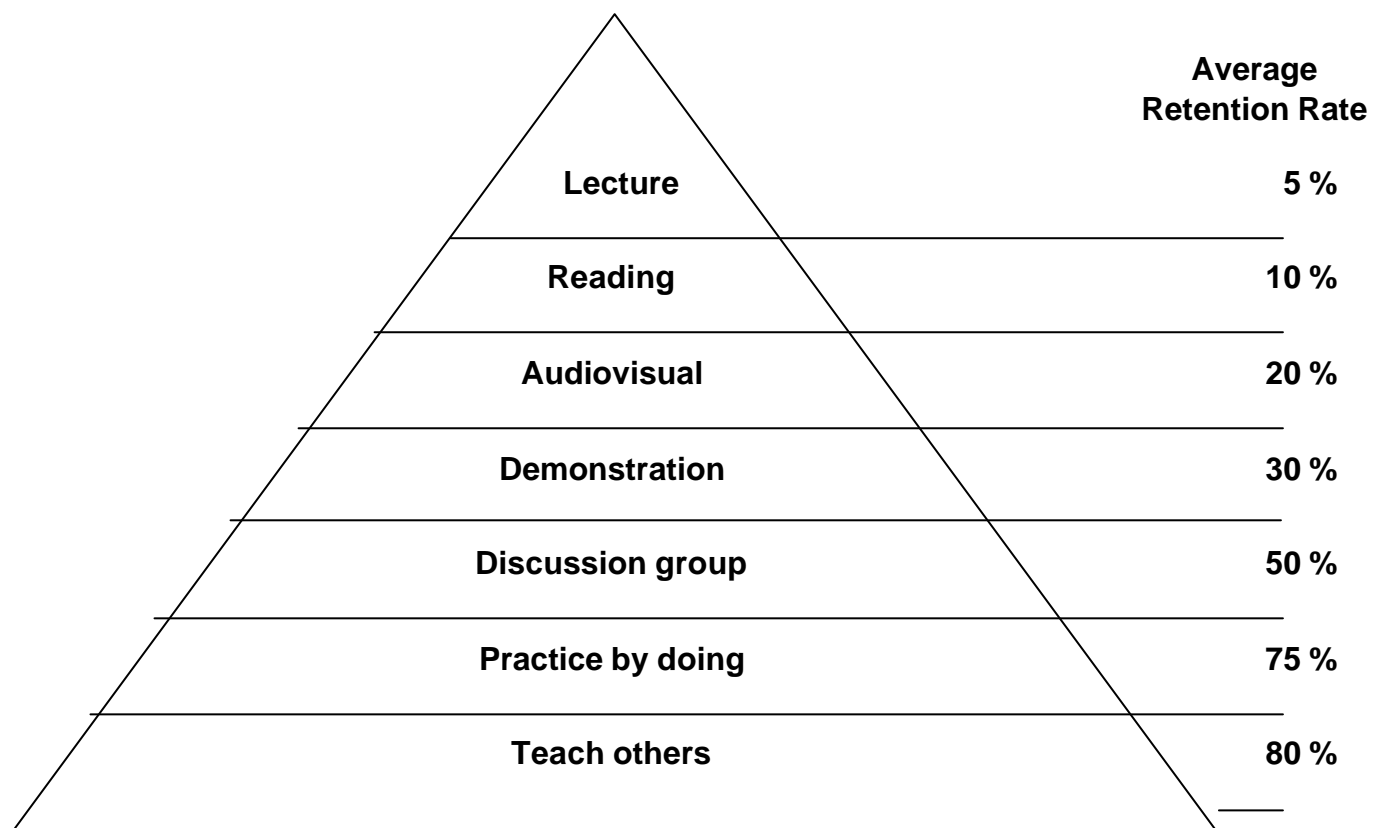 Average
Retention Rate
Lecture 5 %
Reading 10 %
Audiovisual 20 %
Demonstration 30 %
Discussion group 50 %
Practice by doing 75 %
Teach others 80 %